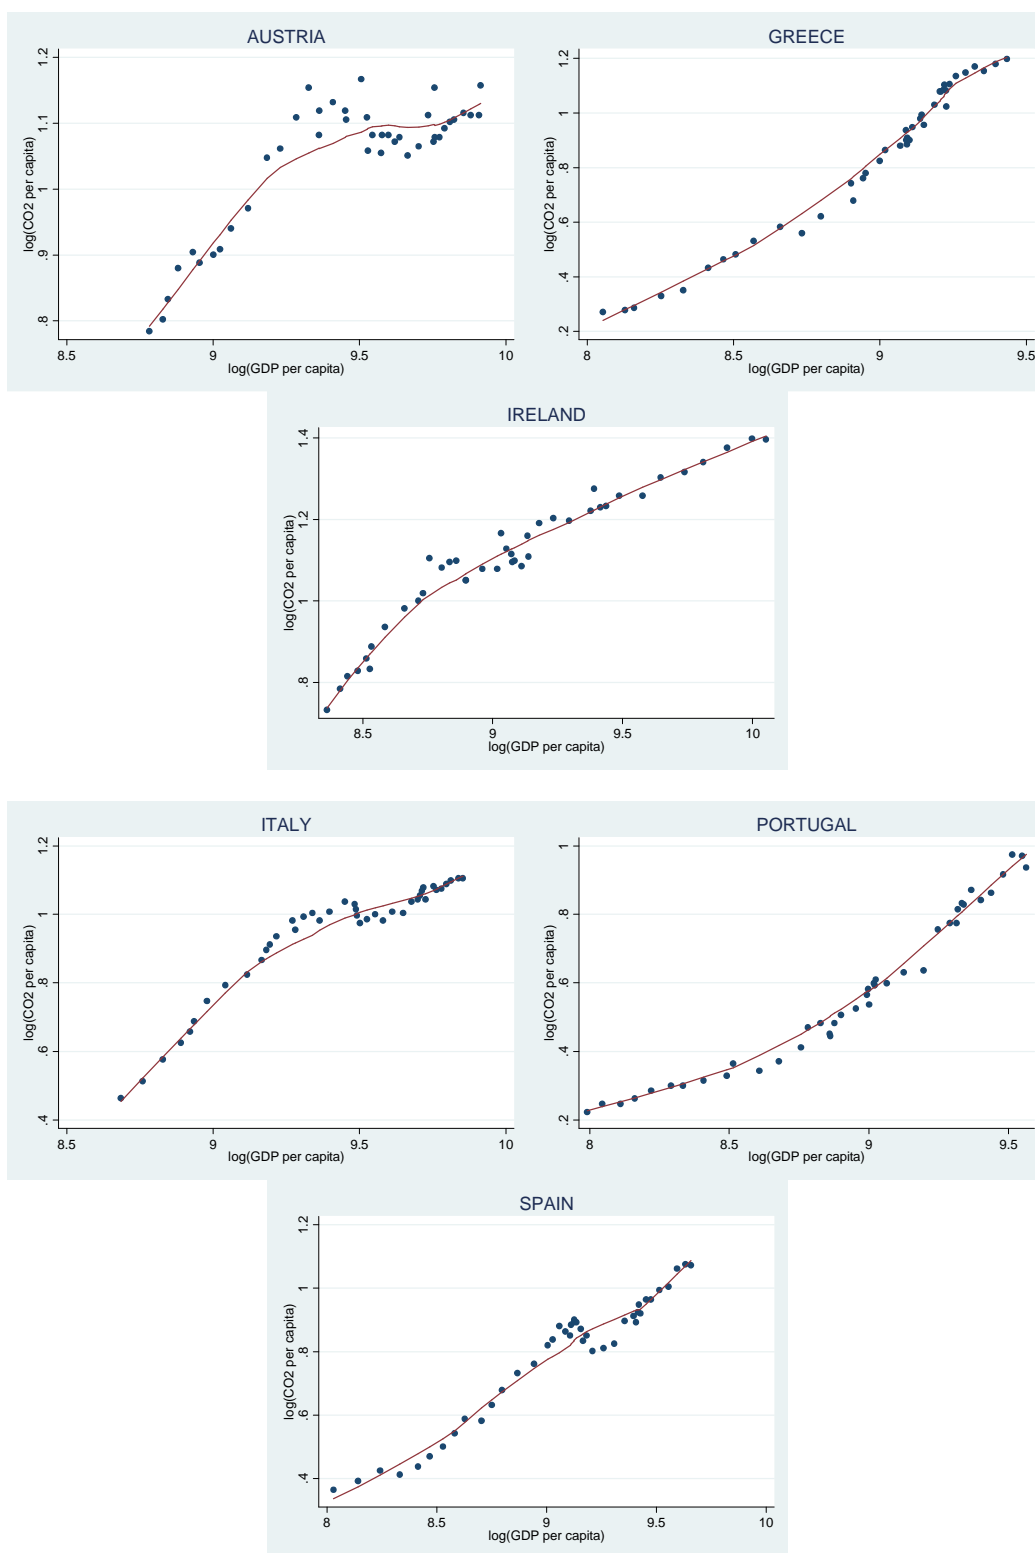 AUSTRIA
log(CO2 per capita)
1.2
1.1
1
.9
.8
8.5 9 9.5 10
log(GDP per capita)
GREECE
log(CO2 per capita)
1.2
1
.8
.6
.4
.2
8 8.5 9 9.5
log(GDP per capita)
IRELAND
log(CO2 per capita)
1.4
1.2
1
.8
8.5 9 9.5 10
log(GDP per capita)
ITALY
log(CO2 per capita)
1.2
1
.8
.6
.4
8.5 9 9.5 10
log(GDP per capita)
PORTUGAL
log(CO2 per capita)
1
.8
.6
.4
.2
8 8.5 9 9.5
log(GDP per capita)
SPAIN
log(CO2 per capita)
1.2
1
.8
.6
.4
8 8.5 9 9.5 10
log(GDP per capita)